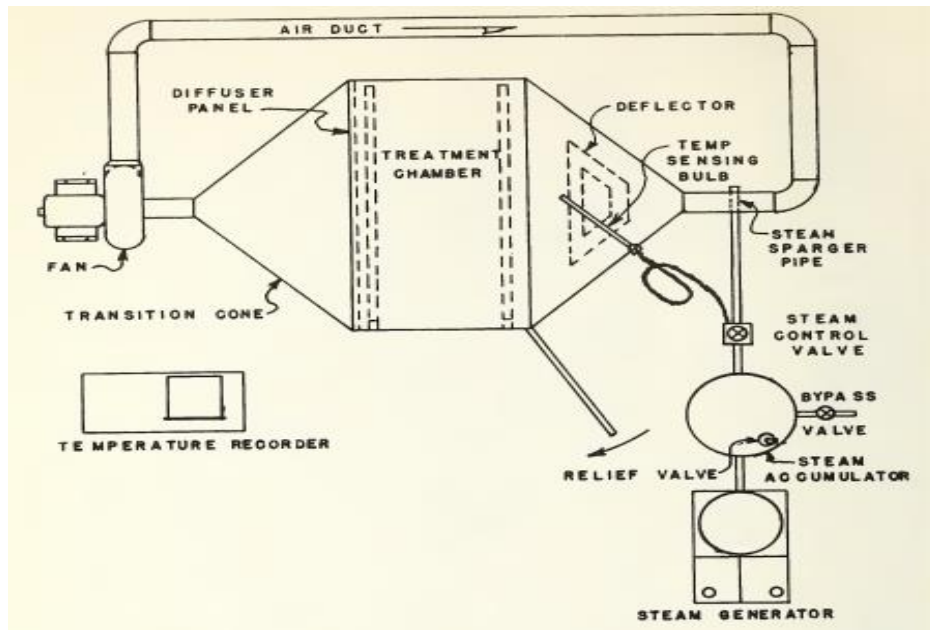 AIR DUCT
DIFFUSER
PANEL
DEFLECTOR
TREATMENT
CHAMBER
TEMP
SENSING
BULB
STEAM
SPARGER
PIPE
FAN
TRANSITION CONE
STEAM
CONTROL
VALVE
BYPASS
VALVE
TEMPERATURE RECORDER
RELIEF VALVE
STEAM
ACCUMULATOR
STEAM GENERATOR